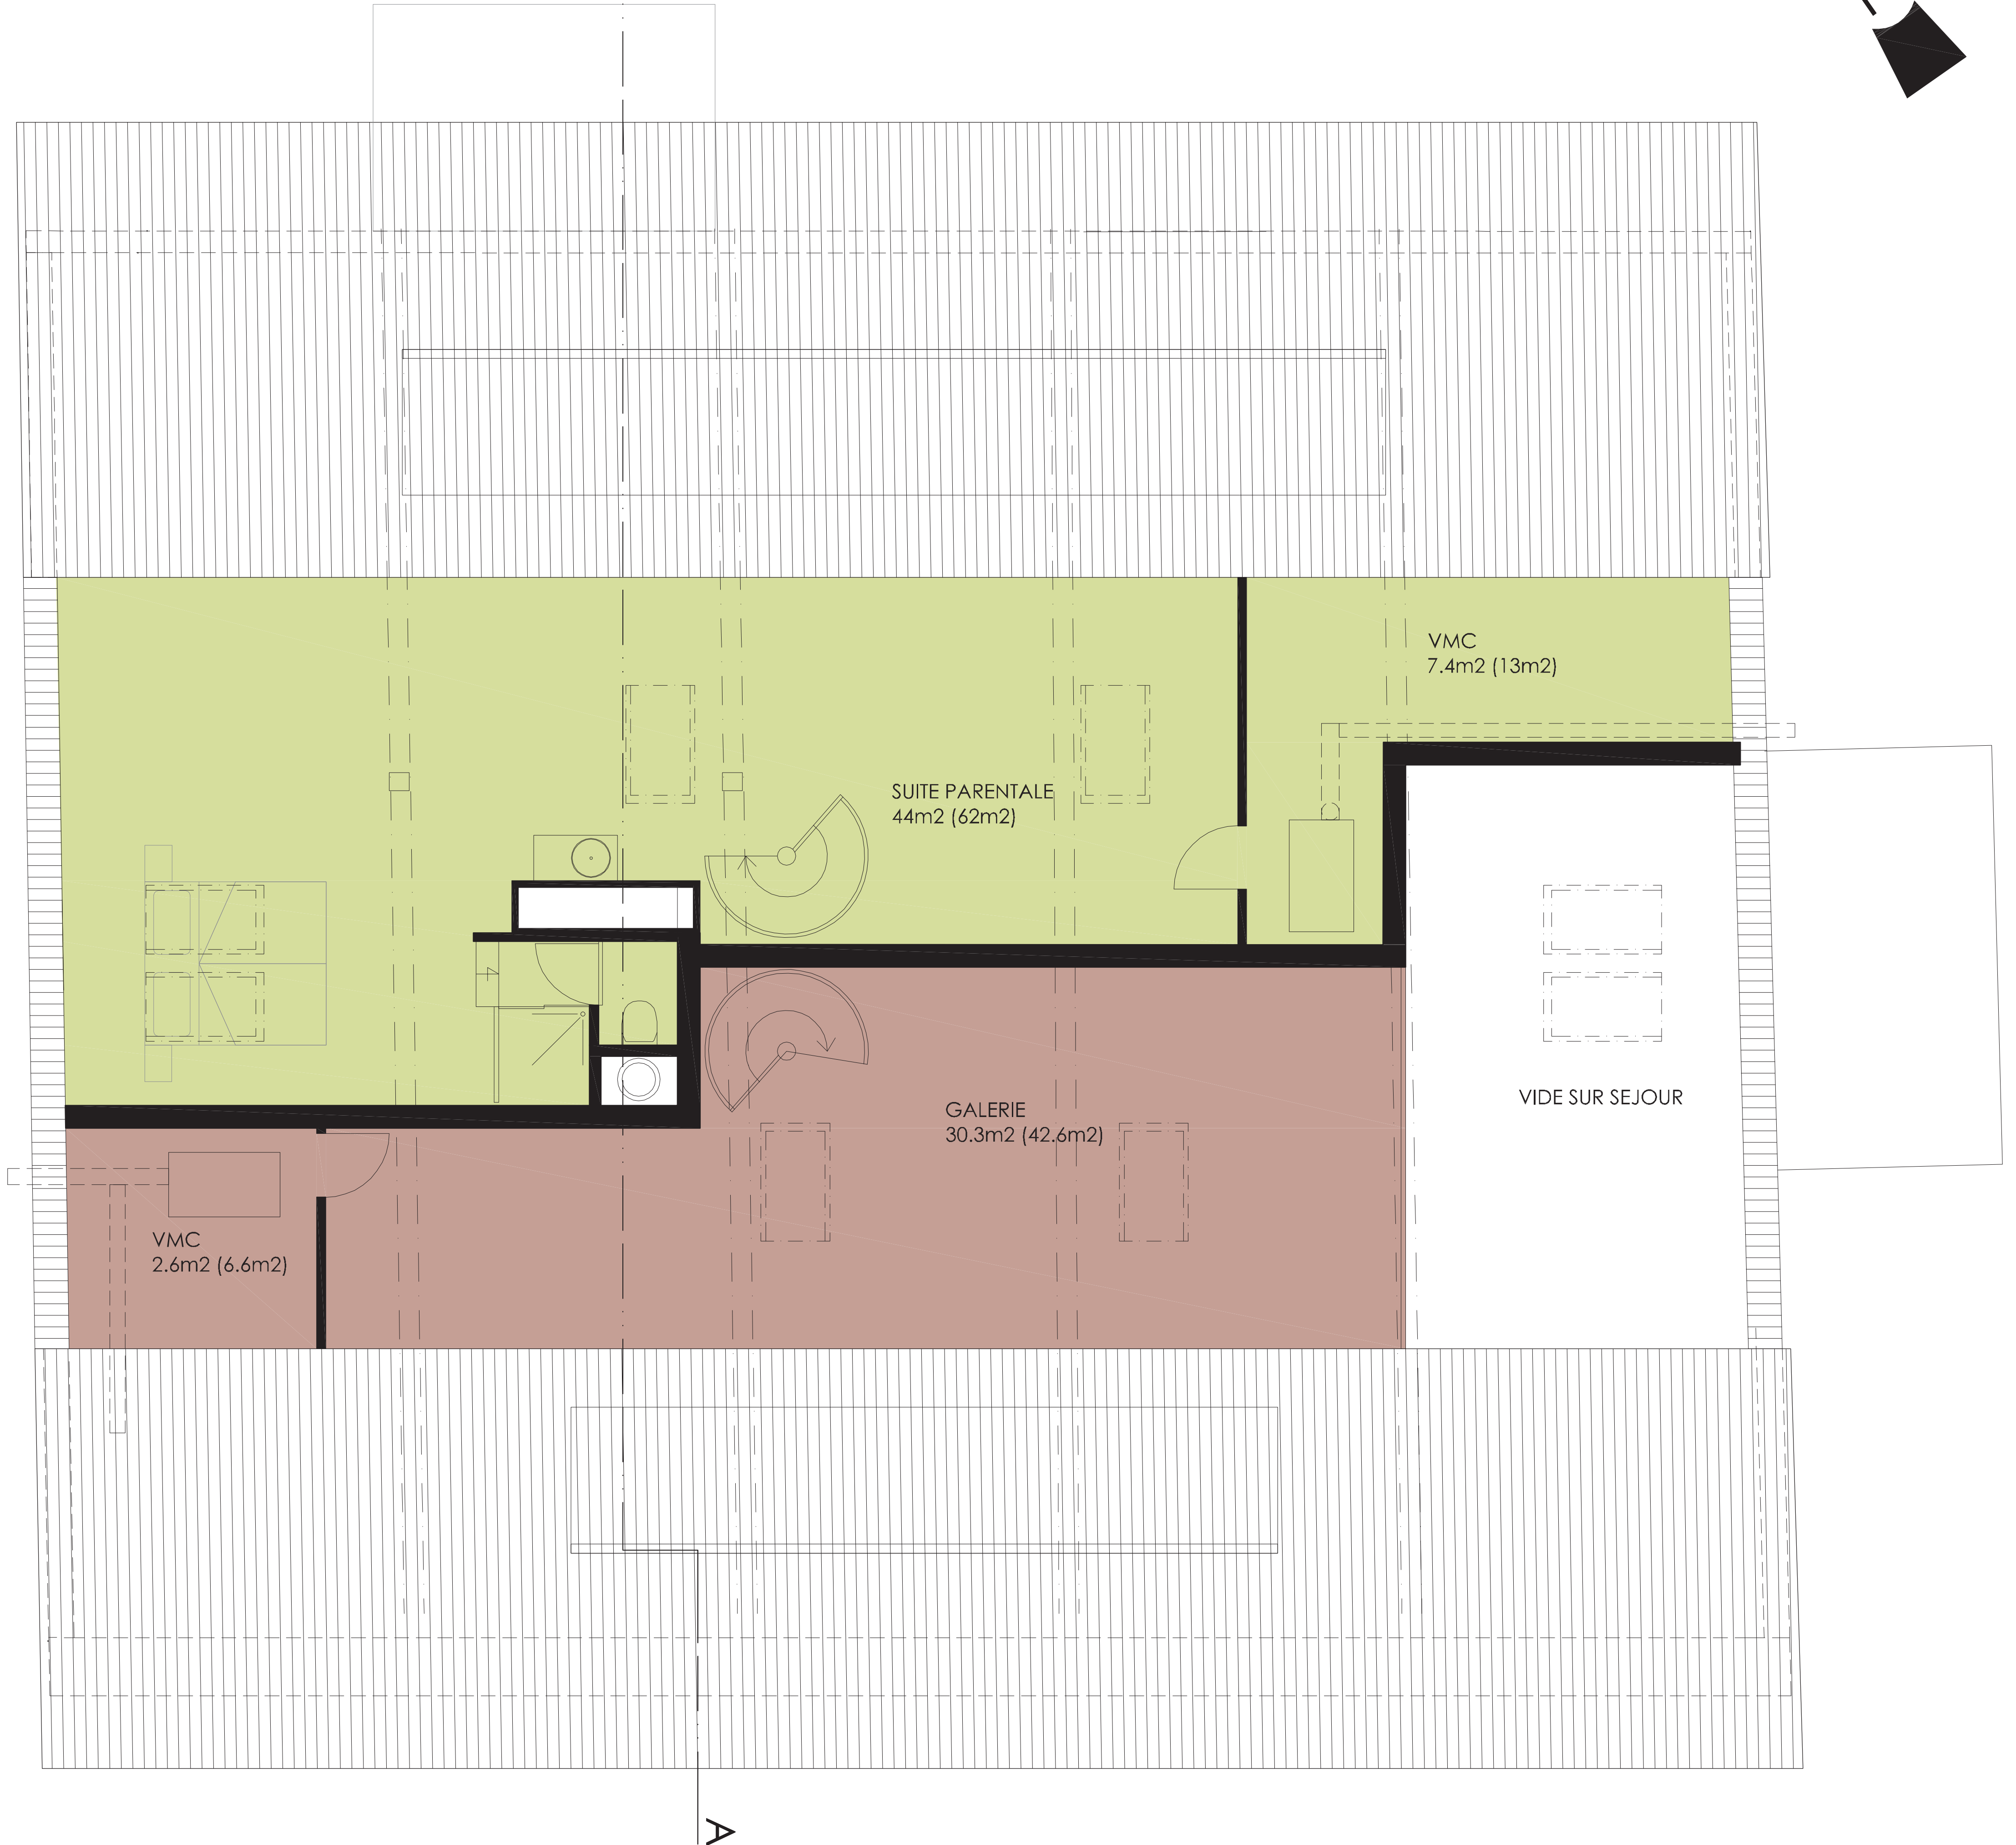 VMC
7.4m2 (13m2)
SUITE PARENTALE
44m2 (62m2)
VIDE SUR SEJOUR
GALERIE
30.3m2 (42.6m2)
VMC
2.6m2 (6.6m2)
A